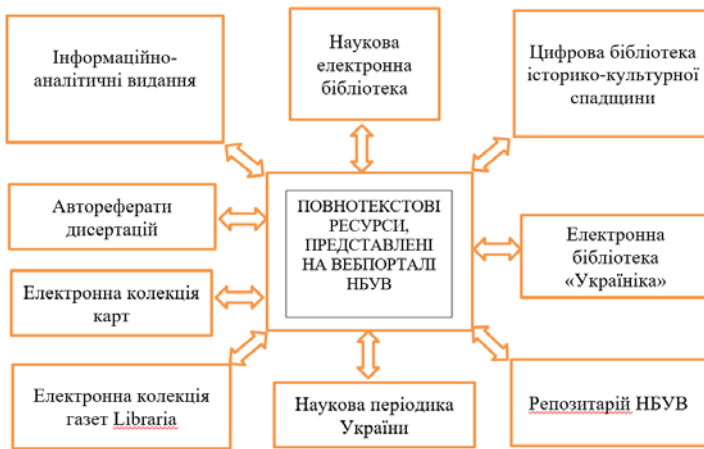 Інформаційно-
аналітичні видання
Наукова
електронна
бібліотека
Цифрова бібліотека
історико-культурної
спадщини
Автореферати
дисертацій
ПОВНОТЕКСТОВІ
РЕСУРСИ,
ПРЕДСТАВЛЕНІ
НА ВЕБПОРТАЛІ
НБУВ
Електронна
бібліотека
«Україніка»
Електронна колекція
карт
Електронна колекція
газет Libraria
Наукова періодика
України
Репозитарій НБУВ